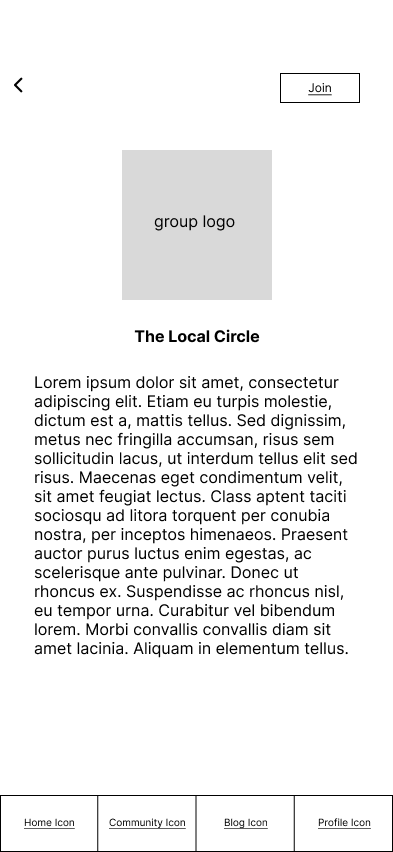 Join
group logo
The Local Circle
Lorem ipsum dolor sit amet, consectetur
adipiscing elit. Etiam eu turpis molestie,
dictum est a, mattis tellus. Sed dignissim,
metus nec fringilla accumsan, risus sem
sollicitudin lacus, ut interdum tellus elit sed
risus. Maecenas eget condimentum velit,
sit amet feugiat lectus. Class aptent taciti
sociosqu ad litora torquent per conubia
nostra, per inceptos himenaeos. Praesent
auctor purus luctus enim egestas, ac
scelerisque ante pulvinar. Donec ut
rhoncus ex. Suspendisse ac rhoncus nisl,
eu tempor urna. Curabitur vel bibendum
lorem. Morbi convallis convallis diam sit
amet lacinia. Aliquam in elementum tellus.
Home Icon
Community Icon
Blog Icon
Profile Icon